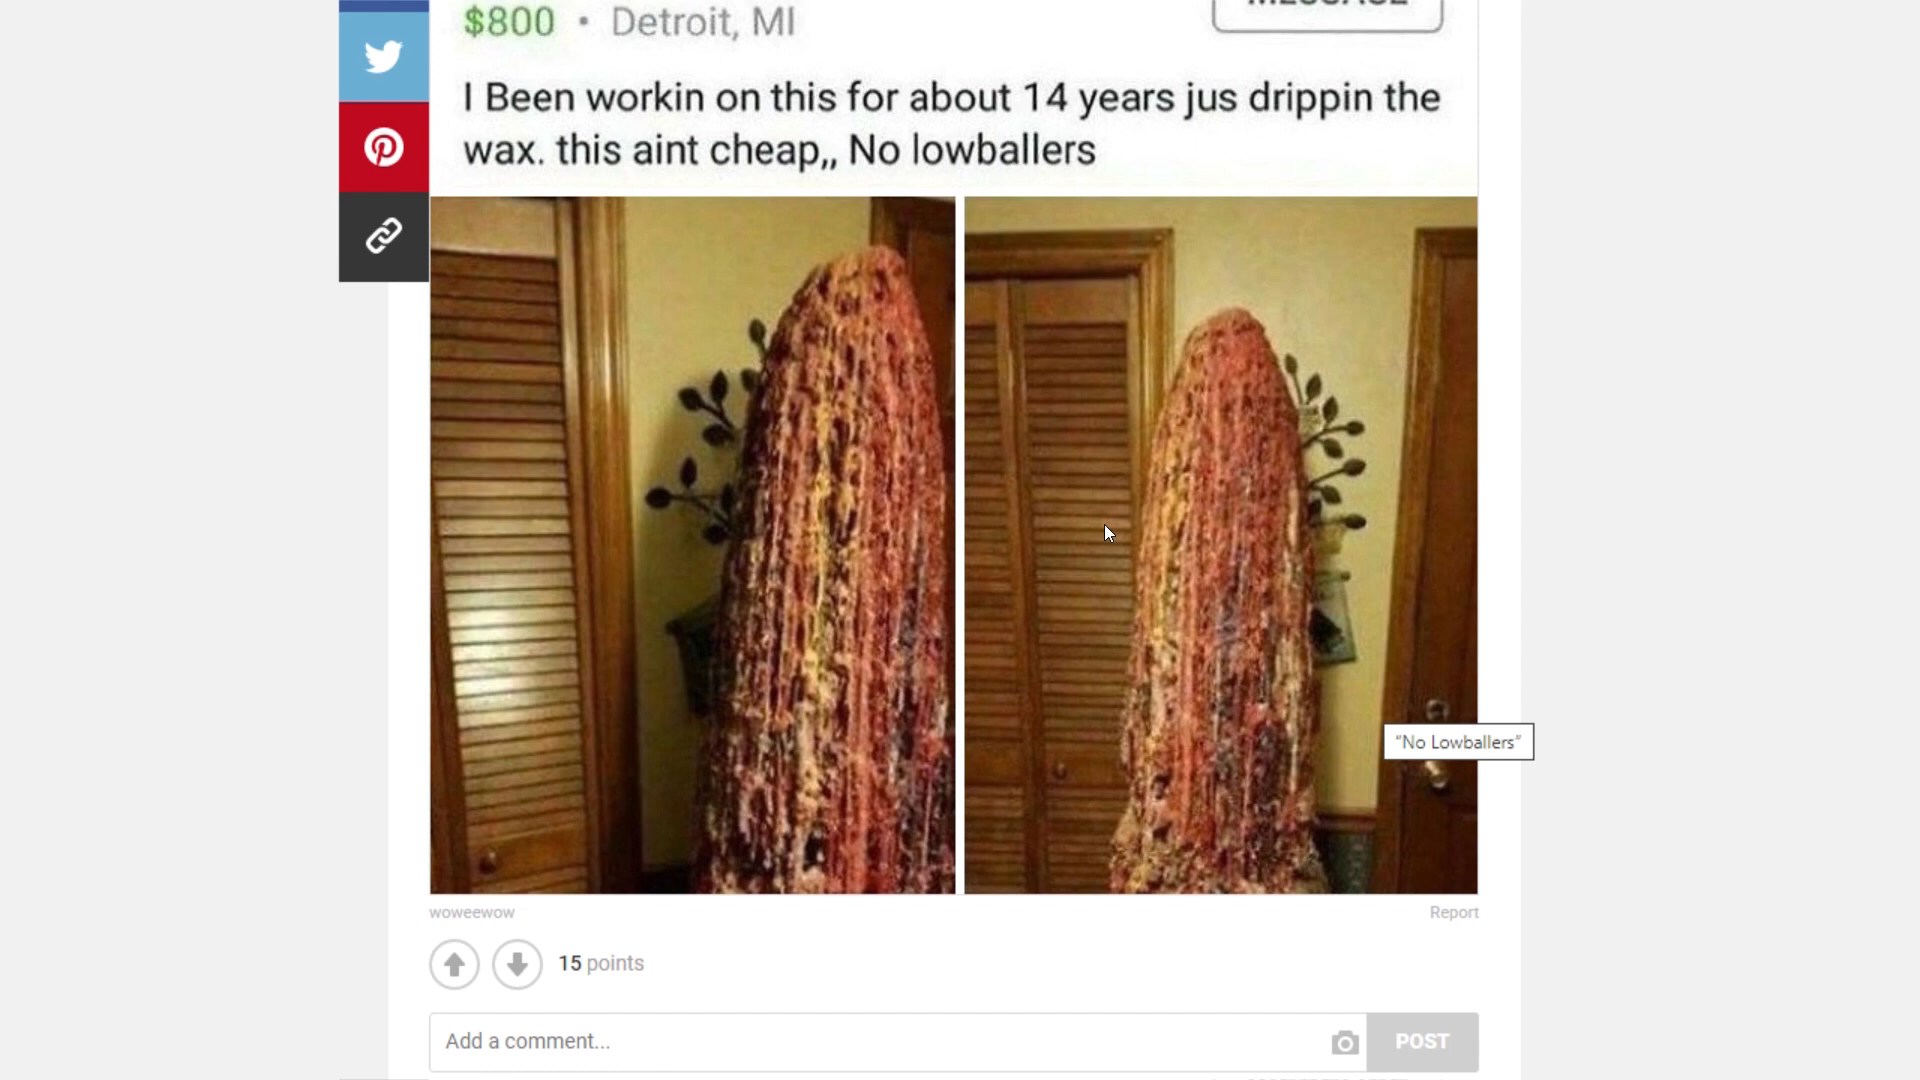 $800 • Detroit, MI
MESSAGE
I Been workin on this for about 14 years jus drippin the
wax. this aint cheap,, No lowballers
"No Lowballers"
woweewow
Report
15 points
Add a comment...
POST